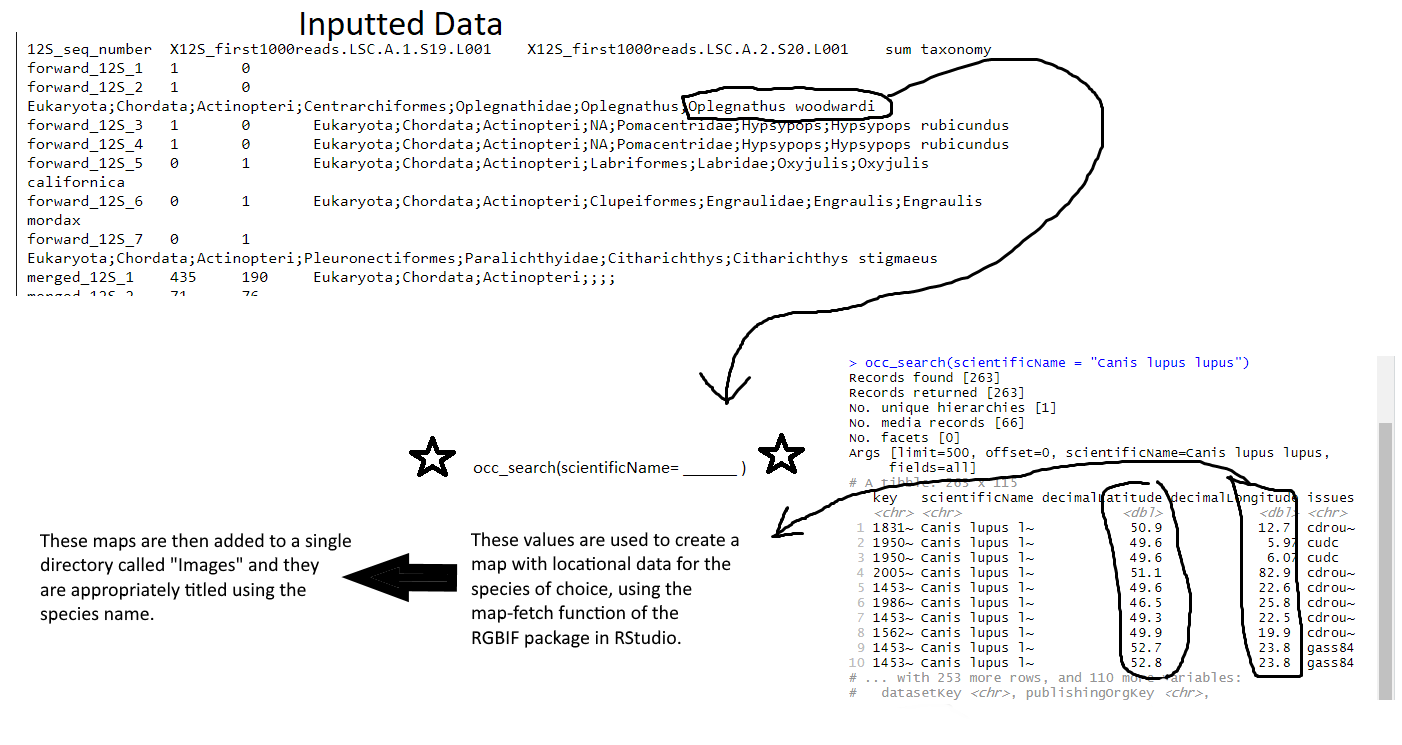 Inputted Data
12S_seq_number X12S_first1000reads.LSC.A.1.S19.L001 X12S_first1000reads.LSC.A.2.S20.L001 sum taxonomy
forward_12S_1 1 0
forward_12S_2 1 0
Eukaryota;Chordata;Actinopteri;Centrarchiformes;Oplegnathidae;Oplegnathus;Oplegnathus woodwardi
forward_12S_3 1 0 Eukaryota;Chordata;Actinopteri;NA;Pomacentridae;Hypsypops;Hypsypops rubicundus
forward_12S_4 1 0 Eukaryota;Chordata;Actinopteri;NA;Pomacentridae;Hypsypops;Hypsypops rubicundus
forward_12S_5 0 1 Eukaryota;Chordata;Actinopteri;Labriformes;Labridae;Oxyjulis;Oxyjulis
californica
forward_12S_6 0 1 Eukaryota;Chordata;Actinopteri;Clupeiformes;Engraulidae;Engraulis;Engraulis
mordax
forward_12S_7 0 1
Eukaryota;Chordata;Actinopteri;Pleuronectiformes;Paralichthyidae;Citharichthys;Citharichthys stigmaeus
merged_12S_1 435 190 Eukaryota;Chordata;Actinopteri;;;;
merged_12S_2 71 76
occ_search(scientificName= ______ )
> occ_search(scientificName = "Canis lupus lupus")
Records found [263]
Records returned [263]
No. unique hierarchies [1]
No. media records [66]
No. facets [0]
Args [limit=500, offset=0, scientificName=Canis lupus lupus,
fields=all]
# A tibble: 263 x 115
key scientificName decimalLatitude decimalLongitude issues
<chr> <chr> <dbl> <dbl> <chr>
1 1831~ Canis lupus l~ 50.9 12.7 cdrou~
2 1950~ Canis lupus l~ 49.6 5.97 cudc
3 1950~ Canis lupus l~ 49.6 6.07 cudc
4 2005~ Canis lupus l~ 51.1 82.9 cdrou~
5 1453~ Canis lupus l~ 49.6 22.6 cdrou~
6 1986~ Canis lupus l~ 46.5 25.8 cdrou~
7 1453~ Canis lupus l~ 49.3 22.5 cdrou~
8 1562~ Canis lupus l~ 49.9 19.9 cdrou~
9 1453~ Canis lupus l~ 52.7 23.8 gass84
10 1453~ Canis lupus l~ 52.8 23.8 gass84
# ... with 253 more rows, and 110 more variables:
# datasetKey <chr>, publishingOrgKey <chr>,
These values are used to create a
map with locational data for the
species of choice, using the
map-fetch function of the
RGBIF package in RStudio.
These maps are then added to a single
directory called "Images" and they
are appropriately titled using the
species name.